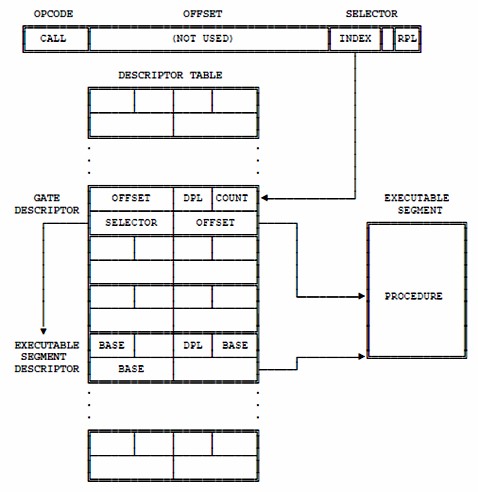 OPCODE OFFSET SELECTOR
CALL (NOT USED) INDEX RPL
DESCRIPTOR TABLE
GATE DESCRIPTOR
OFFSET DPL COUNT
SELECTOR OFFSET
EXECUTABLE SEGMENT
PROCEDURE
EXECUTABLE SEGMENT DESCRIPTOR
BASE DPL BASE
BASE